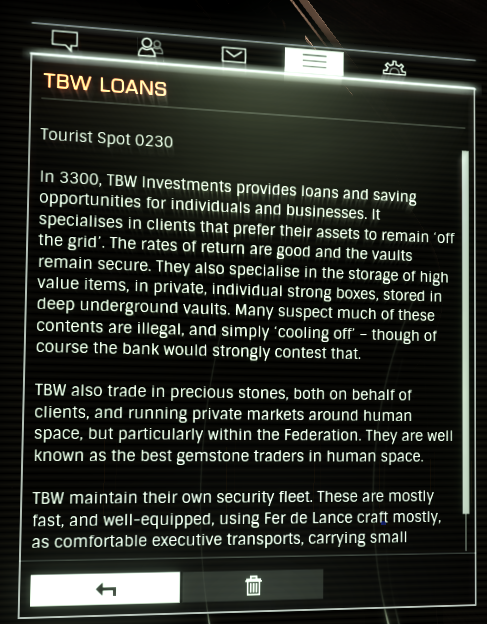 TBW LOANS
Tourist Spot 0230
In 3300, TBW Investments provides loans and saving
opportunities for individuals and businesses. It
specialises in clients that prefer their assets to remain ‘off
the grid’. The rates of return are good and the vaults
remain secure. They also specialise in the storage of high
value items, in private, individual strong boxes, stored in
deep underground vaults. Many suspect much of these
contents are illegal, and simply ‘cooling off’ – though of
course the bank would strongly contest that.
TBW also trade in precious stones, both on behalf of
clients, and running private markets around human
space, but particularly within the Federation. They are well
known as the best gemstone traders in human space.
TBW maintain their own security fleet. These are mostly
fast, and well-equipped, using Fer de Lance craft mostly,
as comfortable executive transports, carrying small